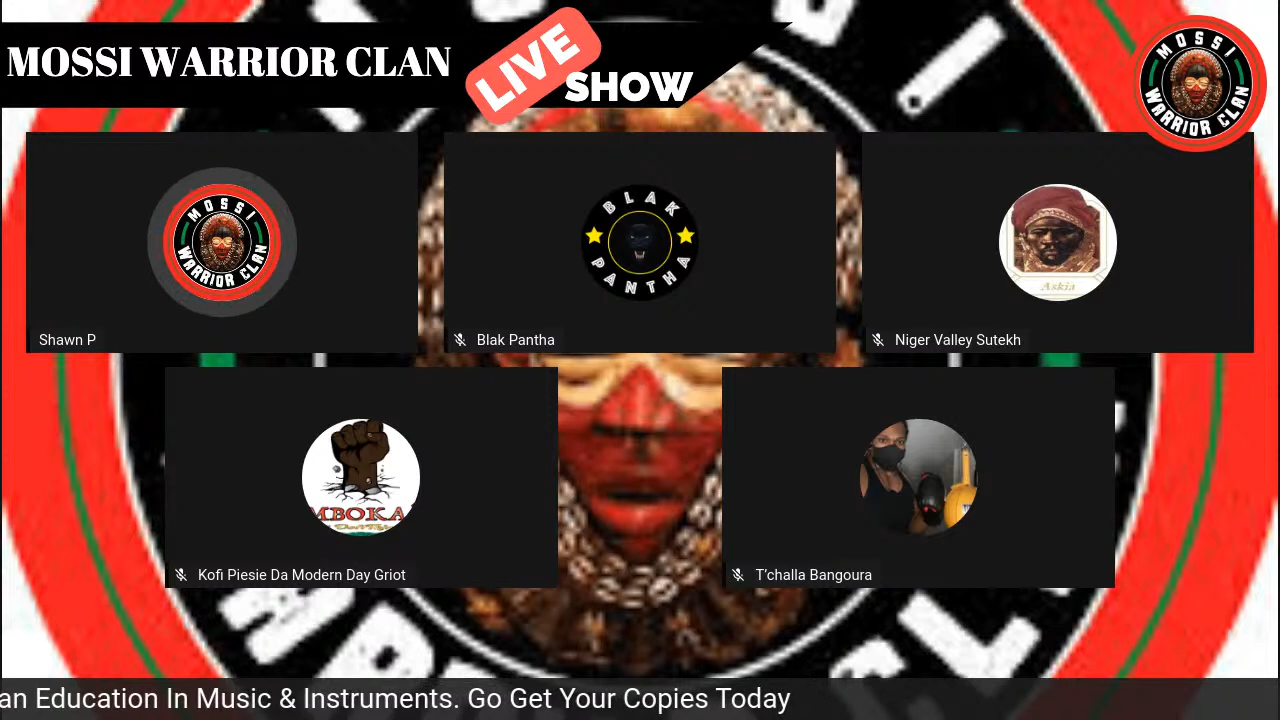 MOSSI WARRIOR CLAN
LIVE
SHOW
MOSSI
WARRIOR CLAN
MOSSI
WARRIOR CLAN
Shawn P
BLAK
PANTHA
Blak Pantha
Askia
Niger Valley Sutekh
MBOKA
Kofi Piesie Da Modern Day Griot
T'challa Bangoura
an Education In Music & Instruments. Go Get Your Copies Today